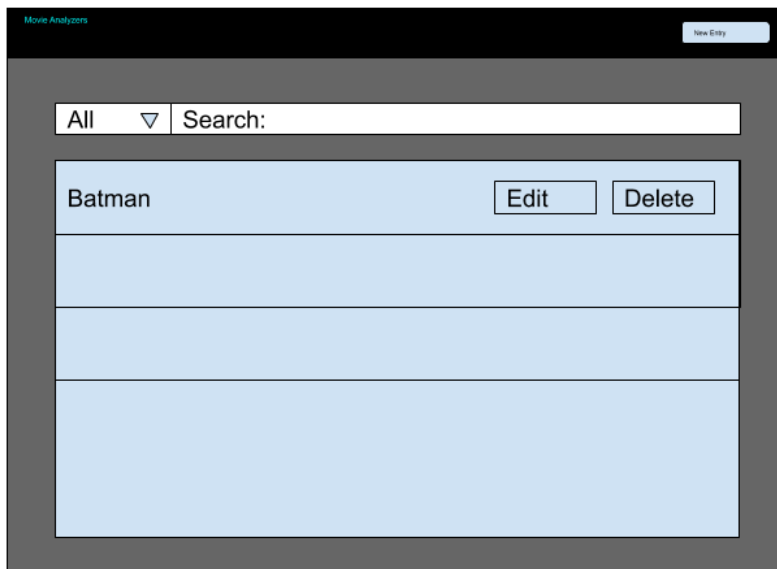 Movie Analyzers
New Entry
All
Search:
Batman
Edit
Delete